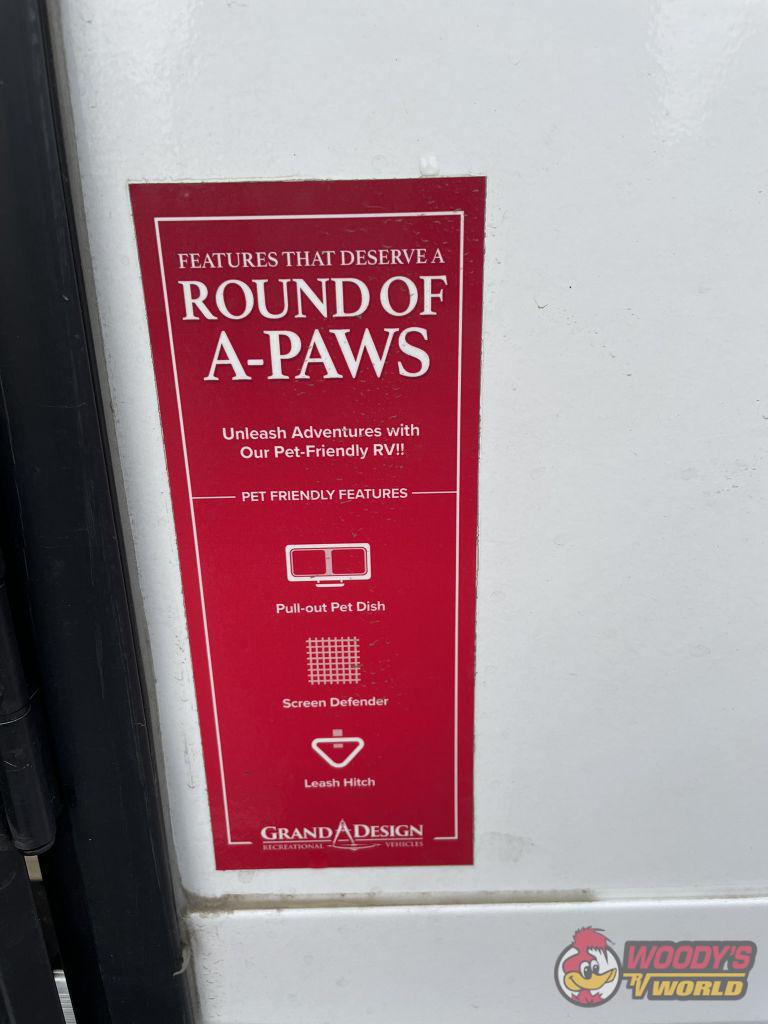 FEATURES THAT DESERVE A
ROUND OF
A-PAWS
Unleash Adventures with
Our Pet-Friendly RV!!
PET FRIENDLY FEATURES
Pull-out Pet Dish
Screen Defender
Leash Hitch
GRAND DESIGN
RECREATIONAL VEHICLES
WOODY'S
RV WORLD